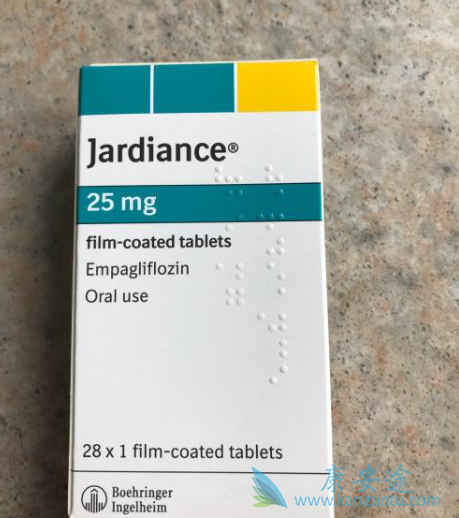 Jardiance®
25 mg
film-coated tablets
Empagliflozin
Oral use
28 x 1 film-coated tablets
Boehringer
Ingelheim
康安途